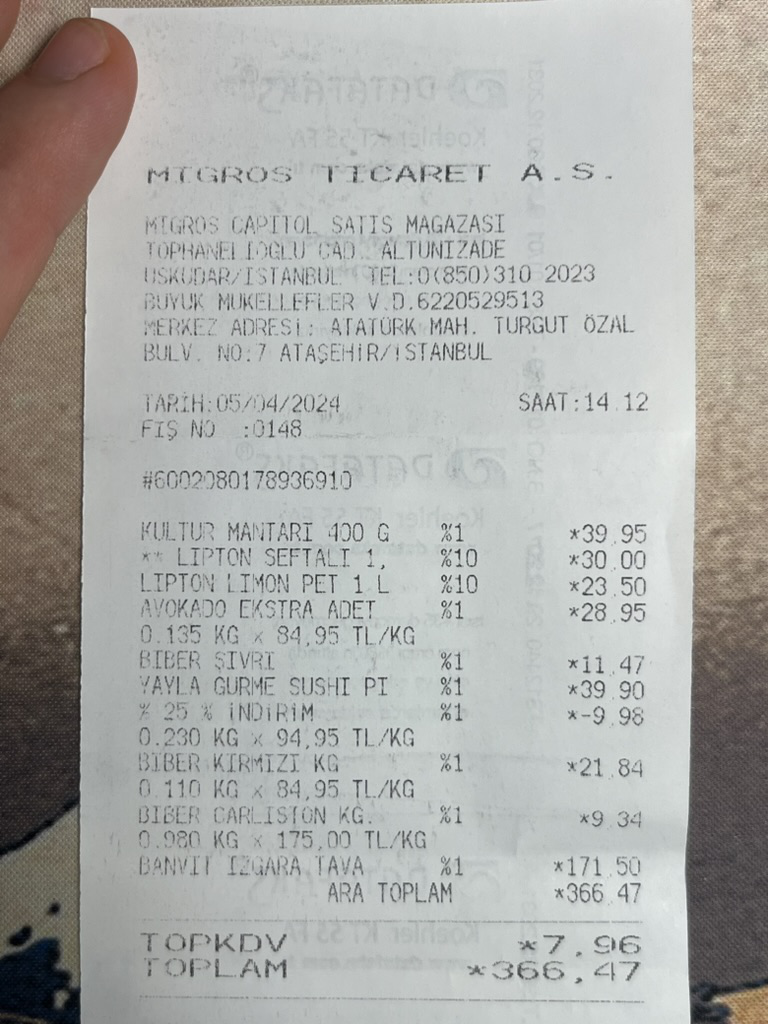 MIGROS TICARET A.S.
MIGROS CAPITOL SATIS MAGAZASI
TOPHANELIOGLU CAD. ALTUNIZADE
USKUDAR/ISTANBUL TEL:0(850)310 2023
BUYUK MUKELLEFLER V.D.6220529513
MERKEZ ADRESİ: ATATÜRK MAH. TURGUT ÖZAL
BULV. NO:7 ATAŞEHİR/İSTANBUL
TARİH:05/04/2024 SAAT:14.12
FİŞ NO :0148
#6002080178936910
KULTUR MANTARI 400 G %1 *39,95
** LIPTON SEFTALI 1, %10 *30,00
LIPTON LIMON PET 1 L %10 *23,50
AVOKADO EKSTRA ADET %1 *28,95
0.135 KG x 84,95 TL/KG
BIBER SIVRI %1 *11,47
YAYLA GURME SUSHI PI %1 *39,90
% 25 % İNDİRİM %1 *-9,98
0.230 KG x 94,95 TL/KG
BIBER KIRMIZI KG %1 *21,84
0.110 KG x 84,95 TL/KG
BIBER CARLISTON KG. %1 *9,34
0.980 KG x 175,00 TL/KG
BANVIT IZGARA TAVA %1 *171,50
ARA TOPLAM *366,47
TOPKDV *7,96
TOPLAM *366,47